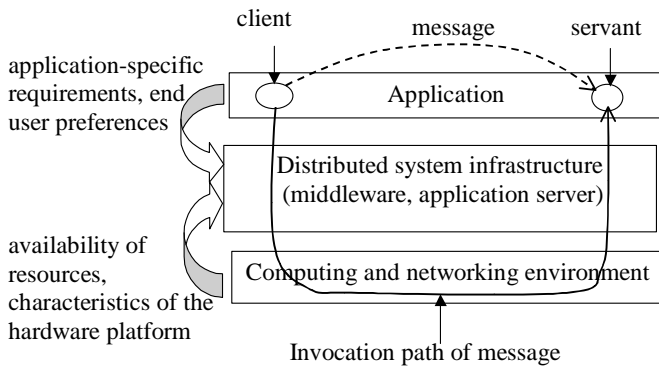 client
message
servant
application-specific
requirements, end
user preferences
Application
Distributed system infrastructure
(middleware, application server)
availability of
resources,
characteristics of the
hardware platform
Computing and networking environment
Invocation path of message